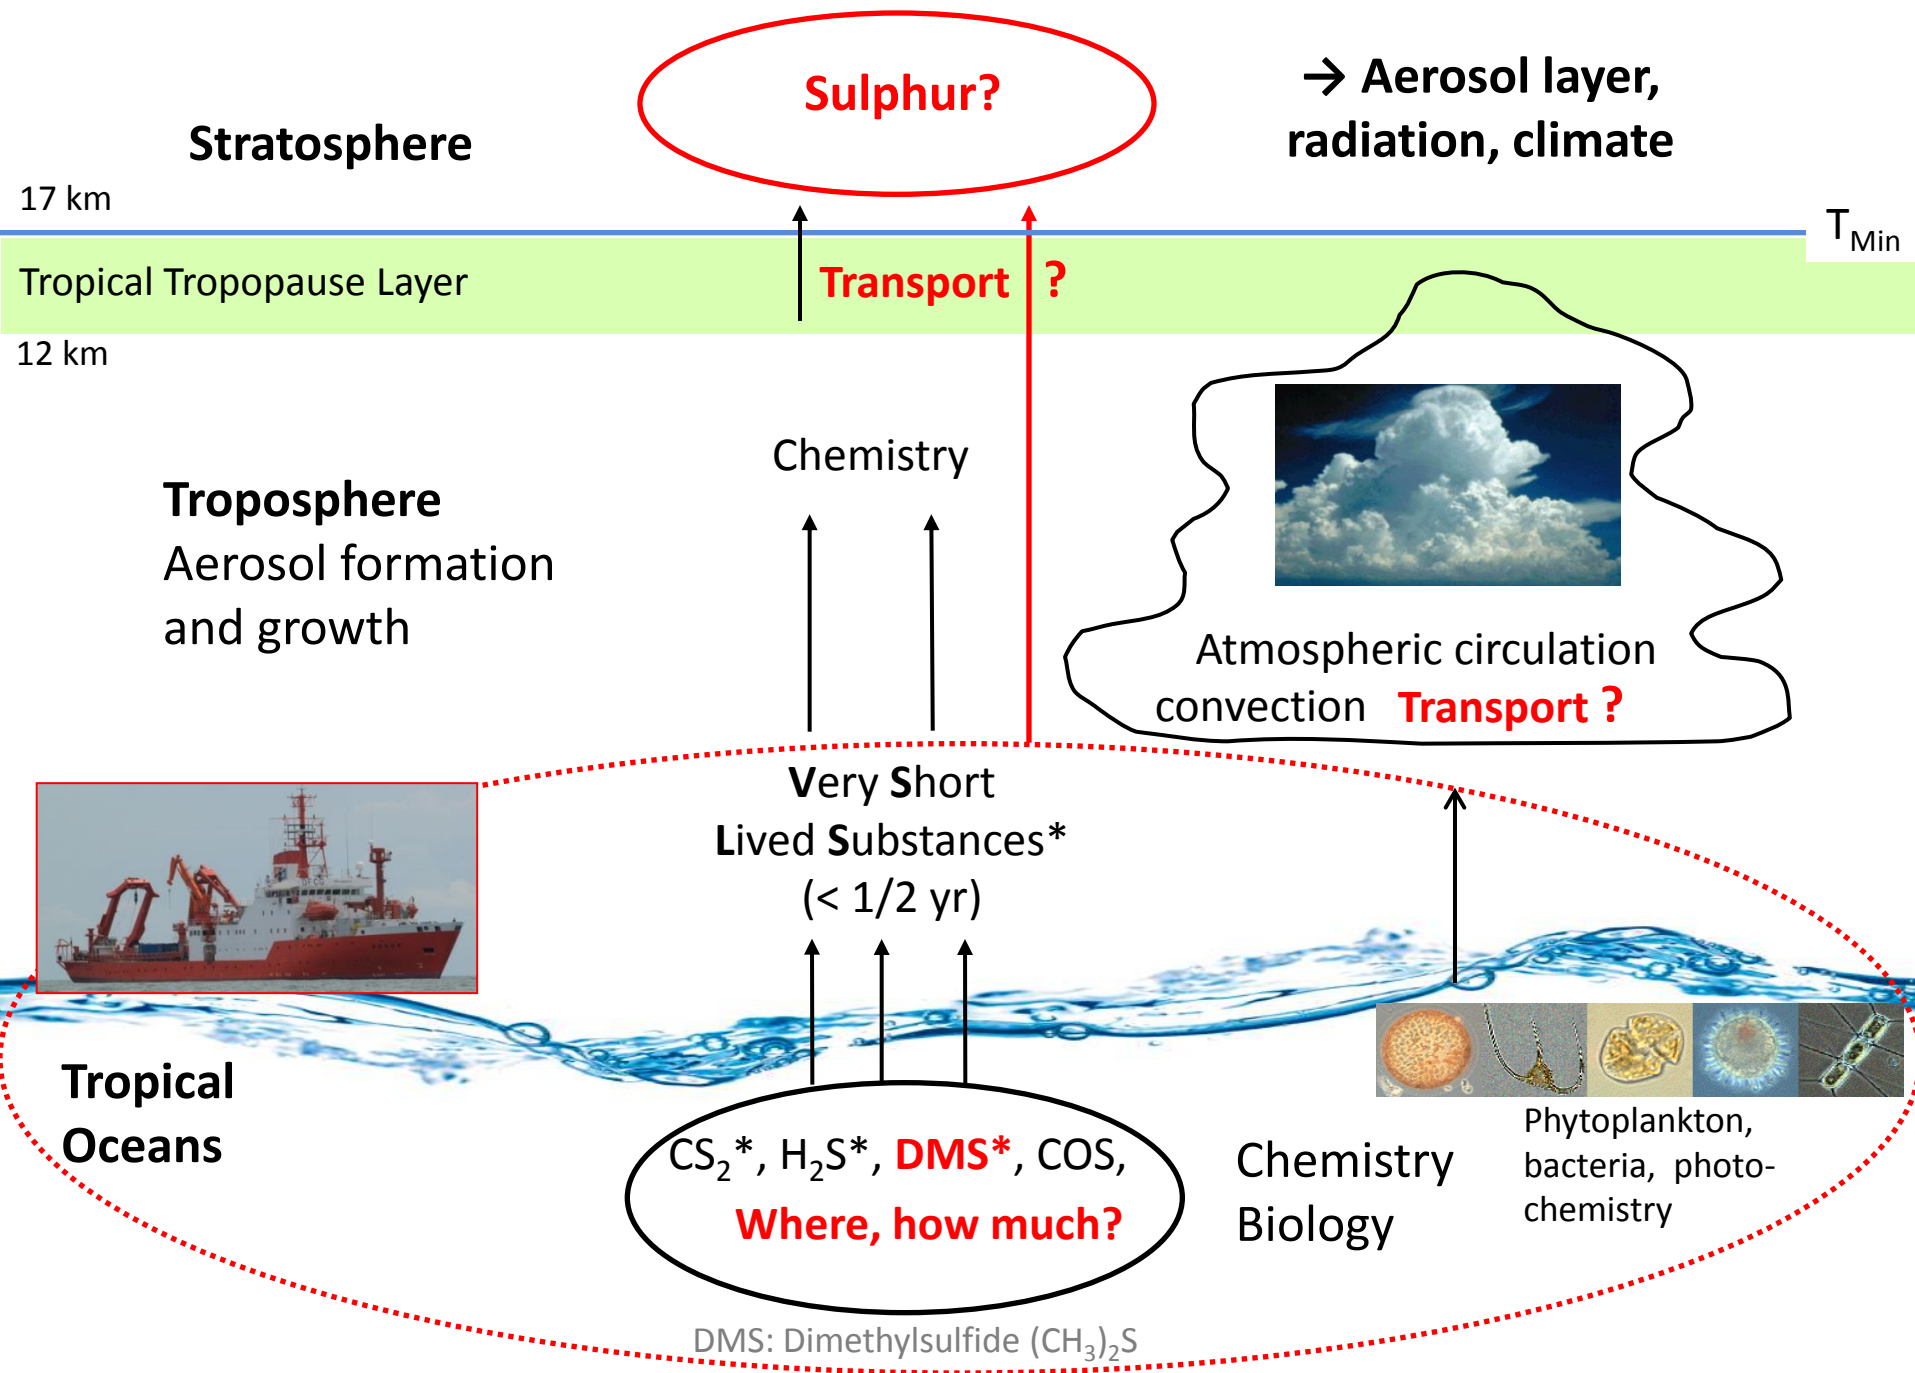 Sulphur?
→ Aerosol layer,
radiation, climate
Stratosphere
17 km
T_Min
Tropical Tropopause Layer
Transport ?
12 km
Chemistry
Troposphere
Aerosol formation
and growth
Atmospheric circulation
convection Transport ?
Very Short
Lived Substances*
(< 1/2 yr)
Tropical
Oceans
CS₂*, H₂S*, DMS*, COS,
Where, how much?
Chemistry
Biology
Phytoplankton,
bacteria, photo-
chemistry
DMS: Dimethylsulfide (CH₃)₂S